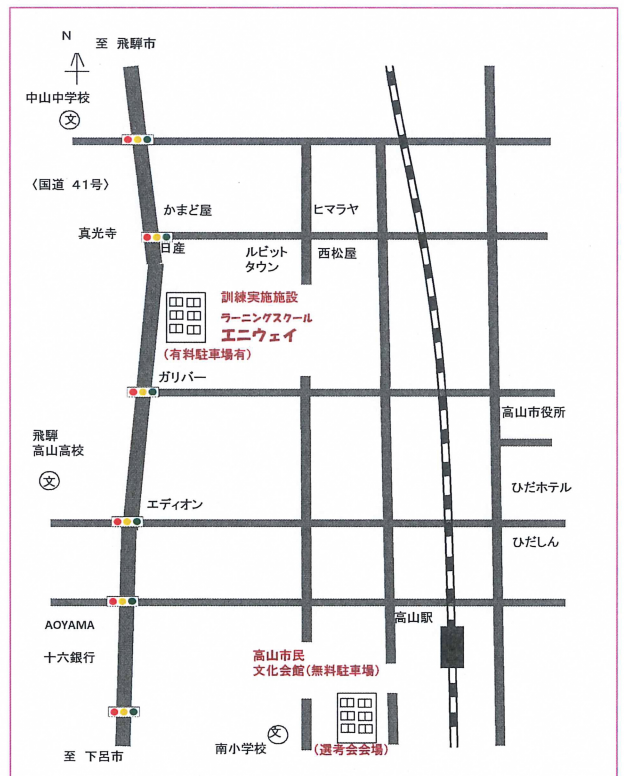 N
至 飛騨市
中山中学校
文
〈国道 41号〉
かまど屋
ヒマラヤ
真光寺
日産
ルビット
タウン
西松屋
訓練実施施設
ラーニングスクール
エニウェイ
(有料駐車場有)
ガリバー
高山市役所
飛騨
高山高校
文
ひだホテル
エディオン
ひだしん
AOYAMA
高山駅
十六銀行
高山市民
文化会館(無料駐車場)
南小学校
文
(選考会会場)
至 下呂市